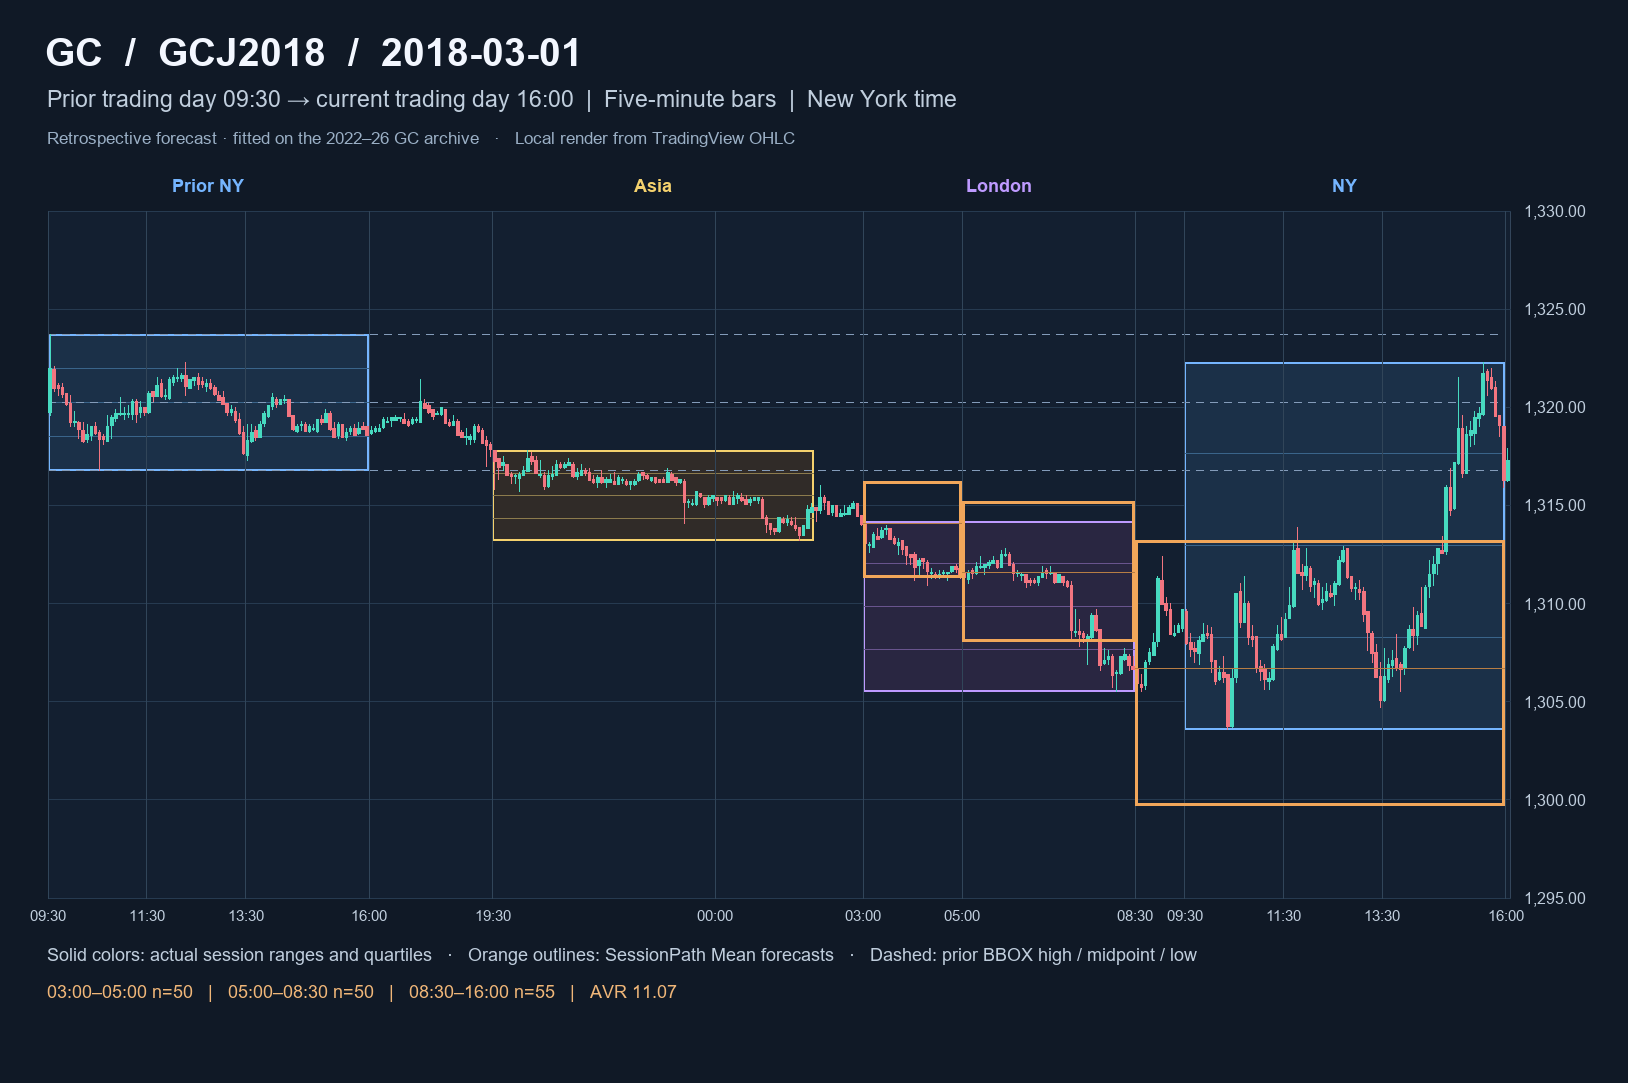 GC / GCJ2018 / 2018-03-01
Prior trading day 09:30 → current trading day 16:00 | Five-minute bars | New York time
Retrospective forecast · fitted on the 2022–26 GC archive · Local render from TradingView OHLC
Prior NY Asia London NY
1,330.00
1,325.00
1,320.00
1,315.00
1,310.00
1,305.00
1,300.00
1,295.00
09:30 11:30 13:30 16:00 19:30 00:00 03:00 05:00 08:30 09:30 11:30 13:30 16:00
Solid colors: actual session ranges and quartiles · Orange outlines: SessionPath Mean forecasts · Dashed: prior BBOX high / midpoint / low
03:00–05:00 n=50 | 05:00–08:30 n=50 | 08:30–16:00 n=55 | AVR 11.07